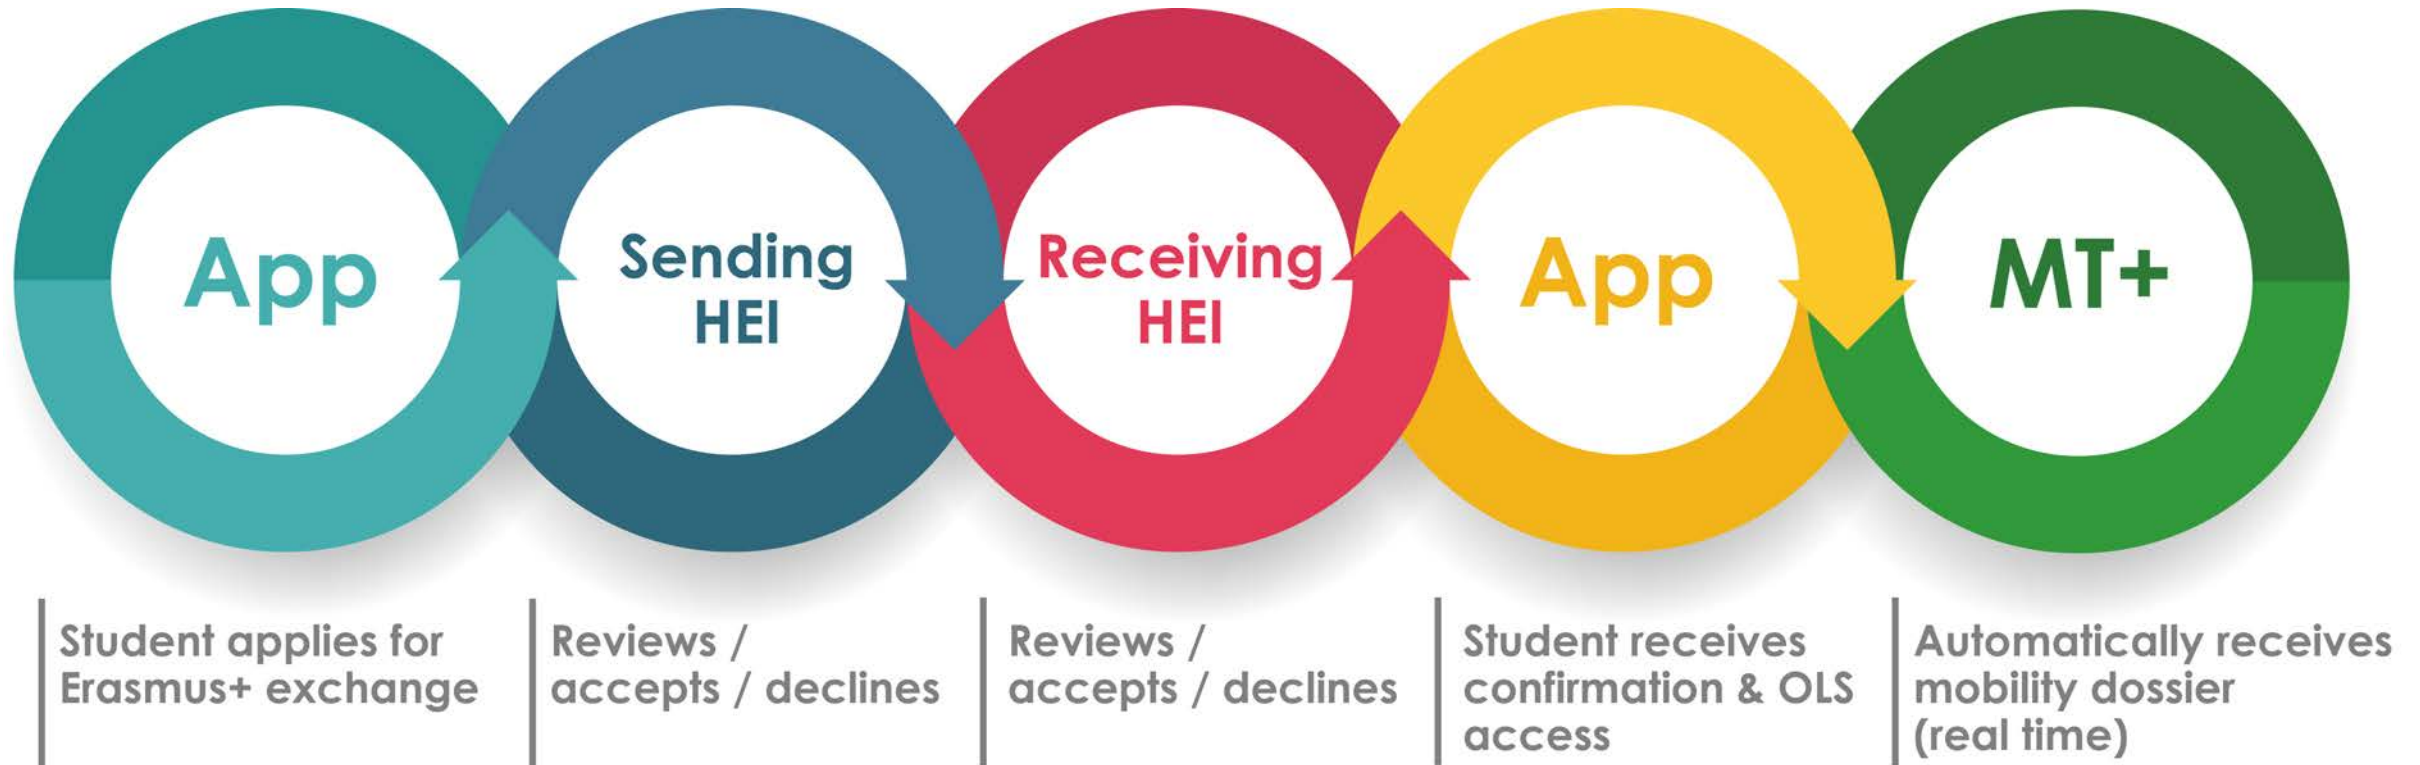 App
Sending
HEI
Receiving
HEI
App
MT+
Student applies for
Erasmus+ exchange
Reviews /
accepts / declines
Reviews /
accepts / declines
Student receives
confirmation & OLS
access
Automatically receives
mobility dossier
(real time)